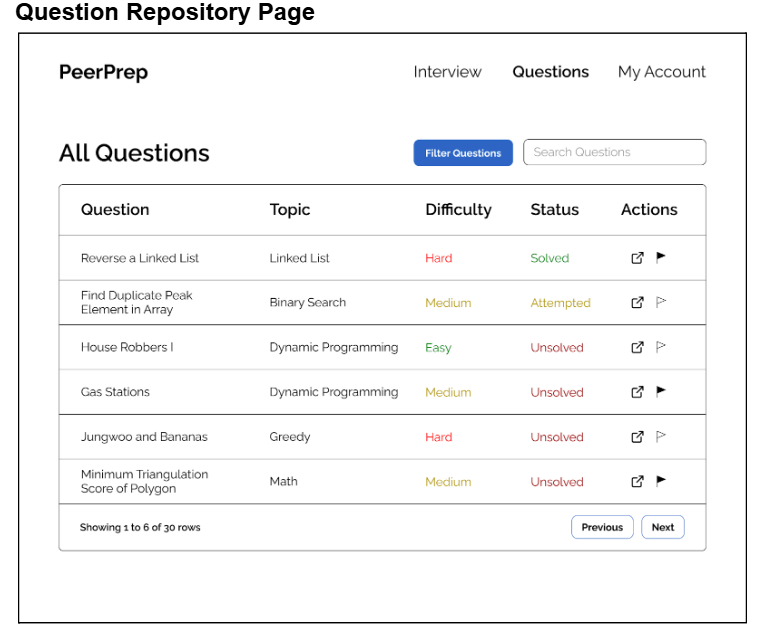 Question Repository Page
PeerPrep Interview Questions My Account
All Questions Filter Questions Search Questions
Question Topic Difficulty Status Actions
Reverse a Linked List Linked List Hard Solved
Find Duplicate Peak
Element in Array Binary Search Medium Attempted
House Robbers I Dynamic Programming Easy Unsolved
Gas Stations Dynamic Programming Medium Unsolved
Jungwoo and Bananas Greedy Hard Unsolved
Minimum Triangulation
Score of Polygon Math Medium Unsolved
Showing 1 to 6 of 30 rows Previous Next